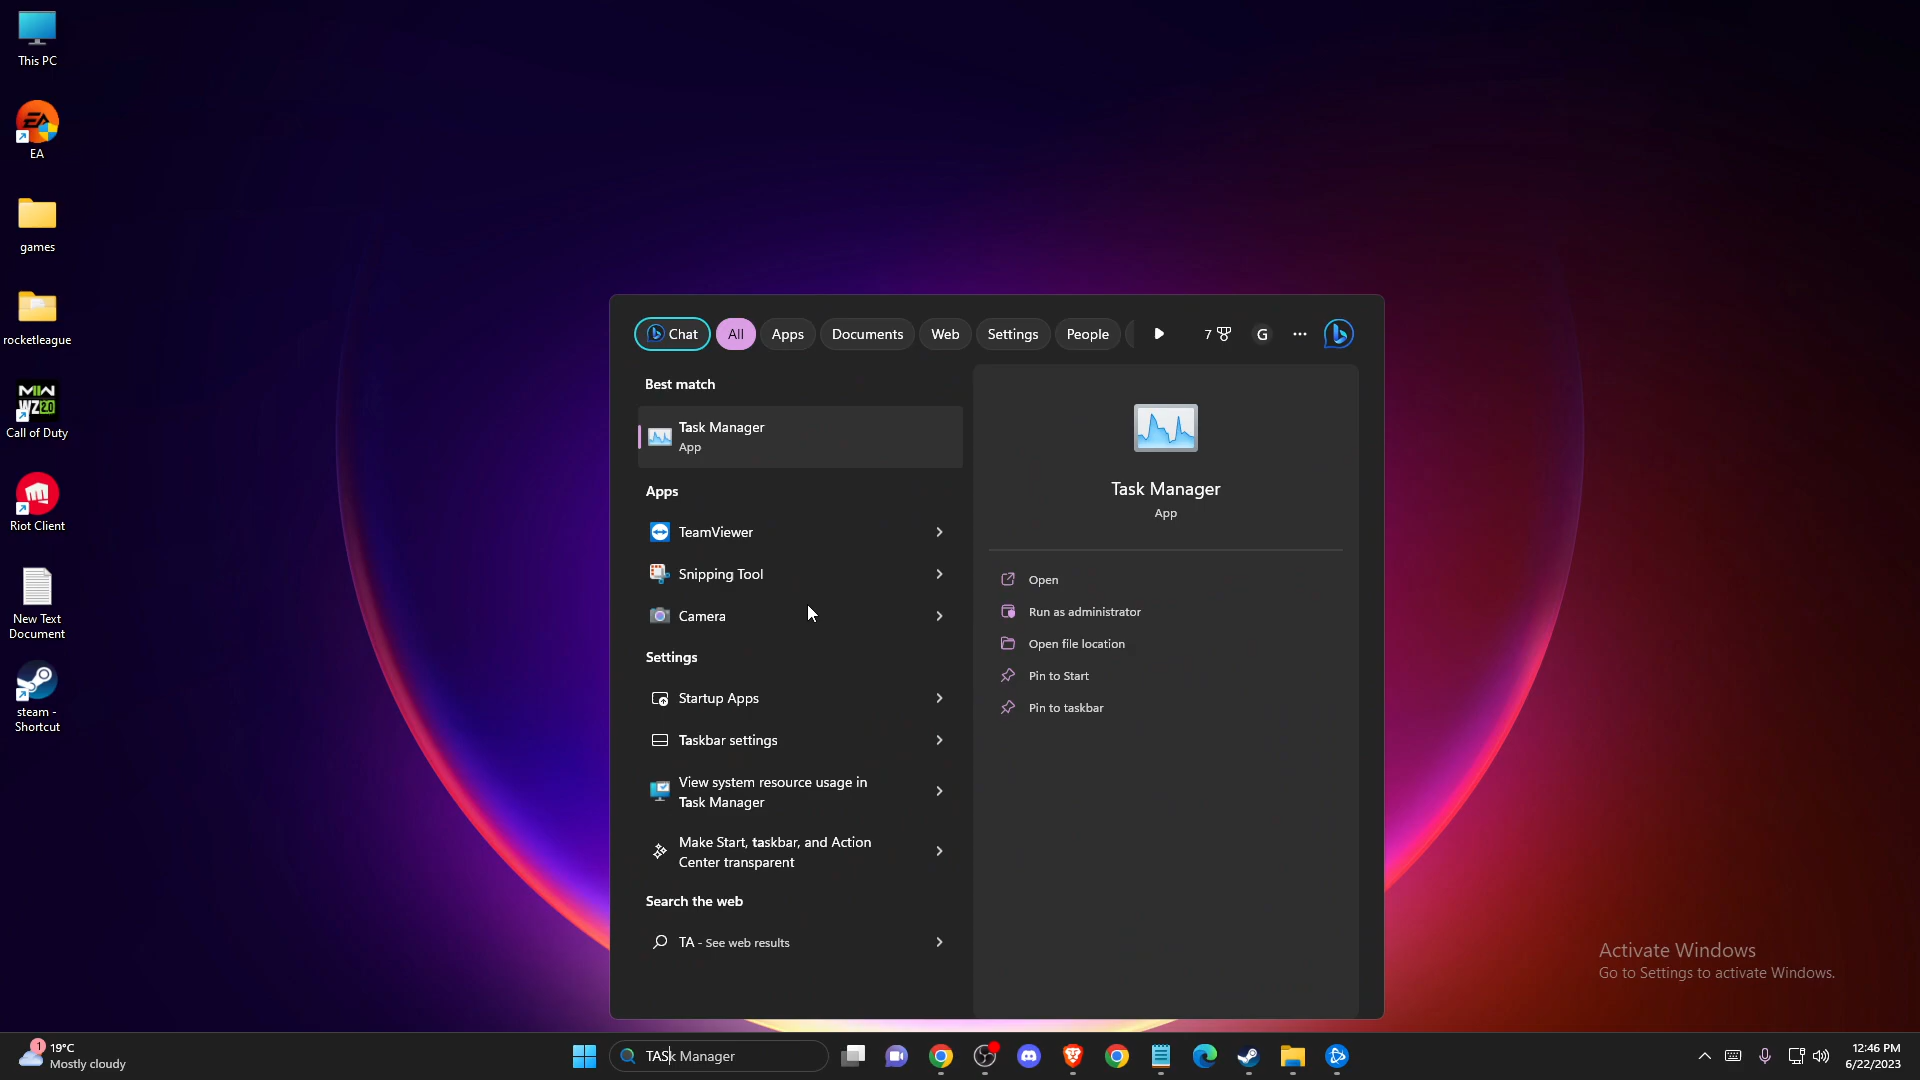 This PC
EA
EA
games
rocketleague
MW
WZ 2.0
Call of Duty
Riot Client
New Text
Document
steam -
Shortcut
Chat
All
Apps
Documents
Web
Settings
People
7
G
Best match
Task Manager
App
Apps
TeamViewer
Snipping Tool
Camera
Settings
Startup Apps
Taskbar settings
View system resource usage in
Task Manager
Make Start, taskbar, and Action
Center transparent
Search the web
TA - See web results
Task Manager
App
Open
Run as administrator
Open file location
Pin to Start
Pin to taskbar
Activate Windows
Go to Settings to activate Windows.
1
19°C
Mostly cloudy
TASk Manager
12:46 PM
6/22/2023